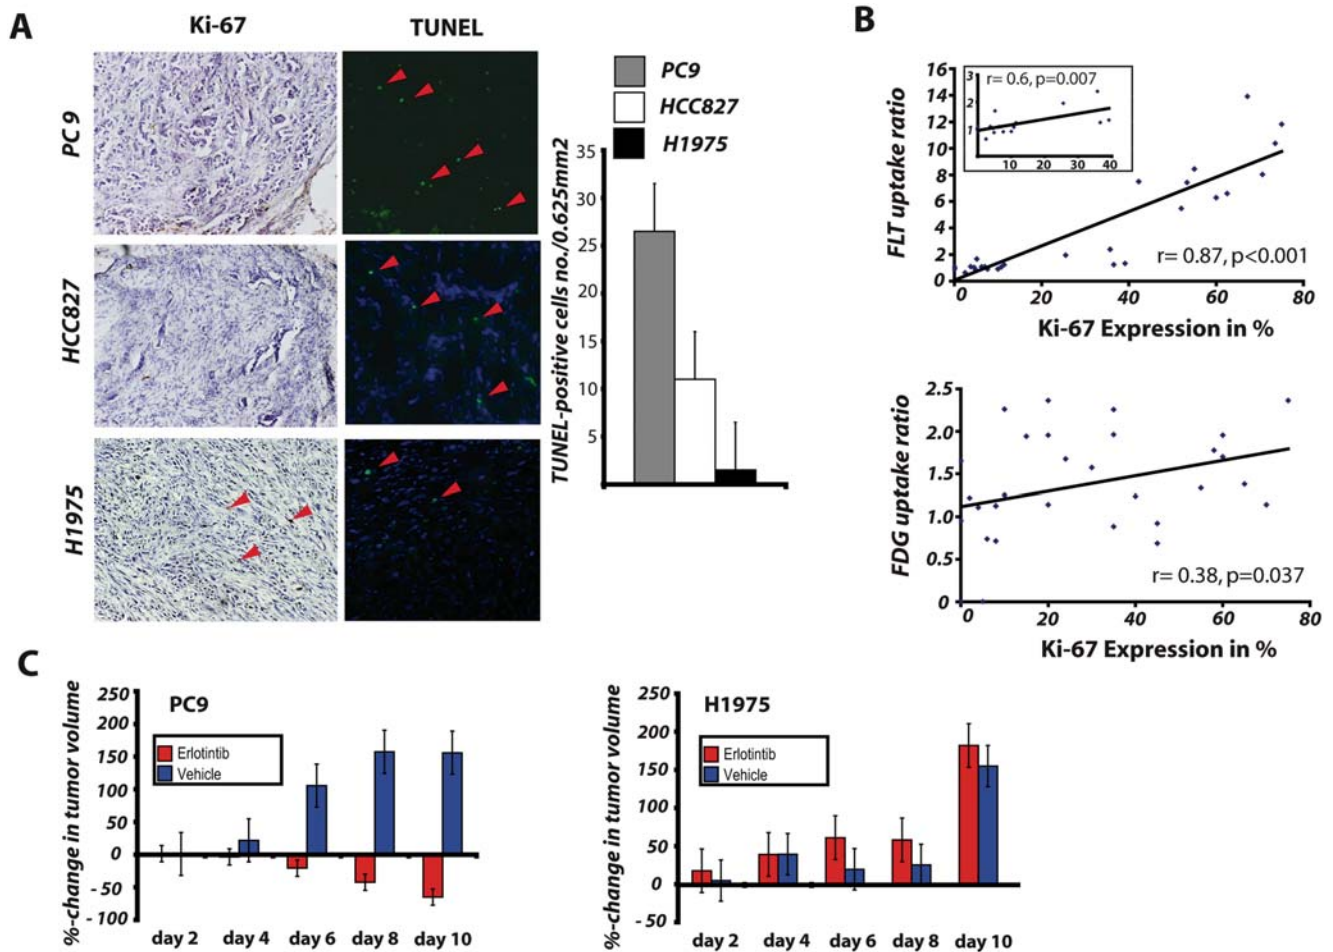 A
Ki-67
TUNEL
PC 9
HCC827
H1975
PC9
HCC827
H1975
TUNEL-positive cells no./0.625mm2
35
30
25
20
15
10
5
B
FLT uptake ratio
16
14
12
10
8
6
4
2
0
3
2
1
r= 0.6, p=0.007
10
30
40
r= 0.87, p<0.001
0
20
40
60
80
Ki-67 Expression in %
FDG uptake ratio
2.5
2.0
1.5
1.0
0.5
0
r= 0.38, p=0.037
0
20
40
60
80
Ki-67 Expression in %
C
%-change in tumor volume
250
200
150
100
50
0
- 50
- 100
PC9
Erlotintib
Vehicle
day 2
day 4
day 6
day 8
day 10
%-change in tumor volume
250
200
150
100
50
0
- 50
H1975
Erlotintib
Vehicle
day 2
day 4
day 6
day 8
day 10